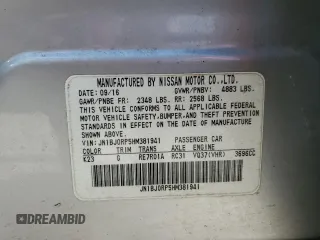 MANUFACTURED BY NISSAN MOTOR CO.,LTD.
DATE: 09/16 GVWR/PNBV: 4883 LBS.
GAWR/PNBE FR: 2348 LBS. RR: 2568 LBS.
THIS VEHICLE CONFORMS TO ALL APPLICABLE FEDERAL
MOTOR VEHICLE SAFETY,BUMPER,AND THEFT PREVENTION
STANDARDS IN EFFECT ON THE DATE OF MANUFACTURE
SHOWN ABOVE.
VIN: JN1BJ0RP5HM381941 PASSENGER CAR
COLOR TRIM TRANS AXLE ENGINE
K23 G RE7R01A RC31 VQ37(VHR) 3696CC
JN1BJ0RP5HM381941
© Dealer Accelerate AutoBidMaster